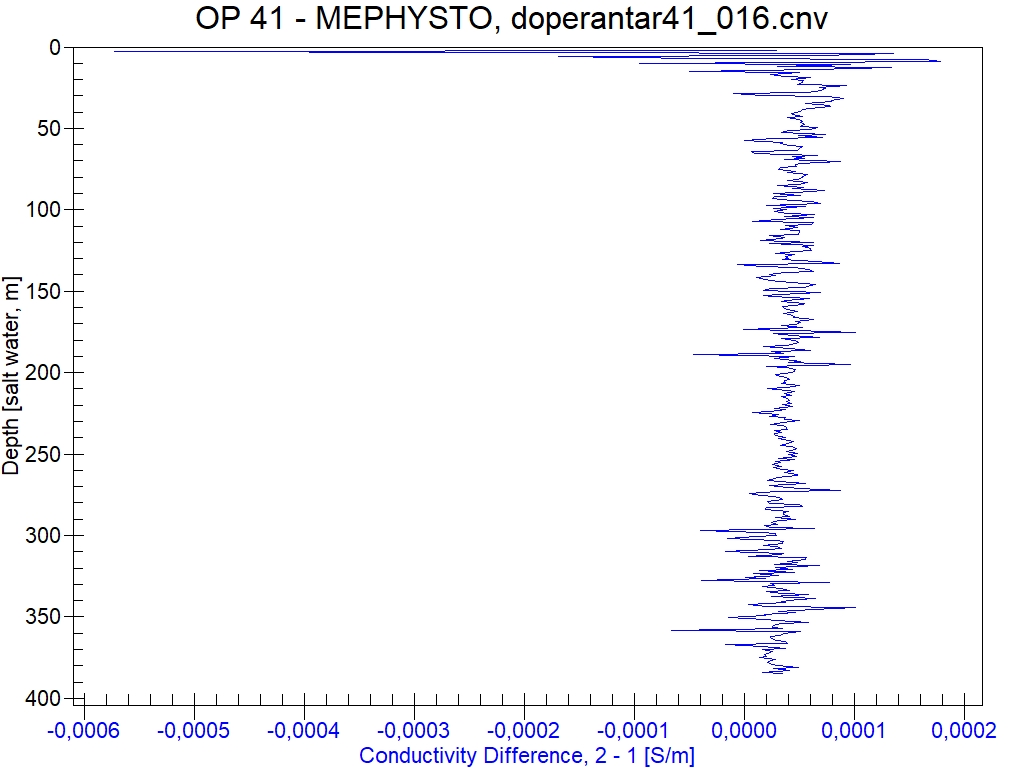 OP 41 - MEPHYSTO, doperantar41_016.cnv
0
50
100
150
200
250
300
350
400
Depth [salt water, m]
-0,0006 -0,0005 -0,0004 -0,0003 -0,0002 -0,0001 0,0000 0,0001 0,0002
Conductivity Difference, 2 - 1 [S/m]